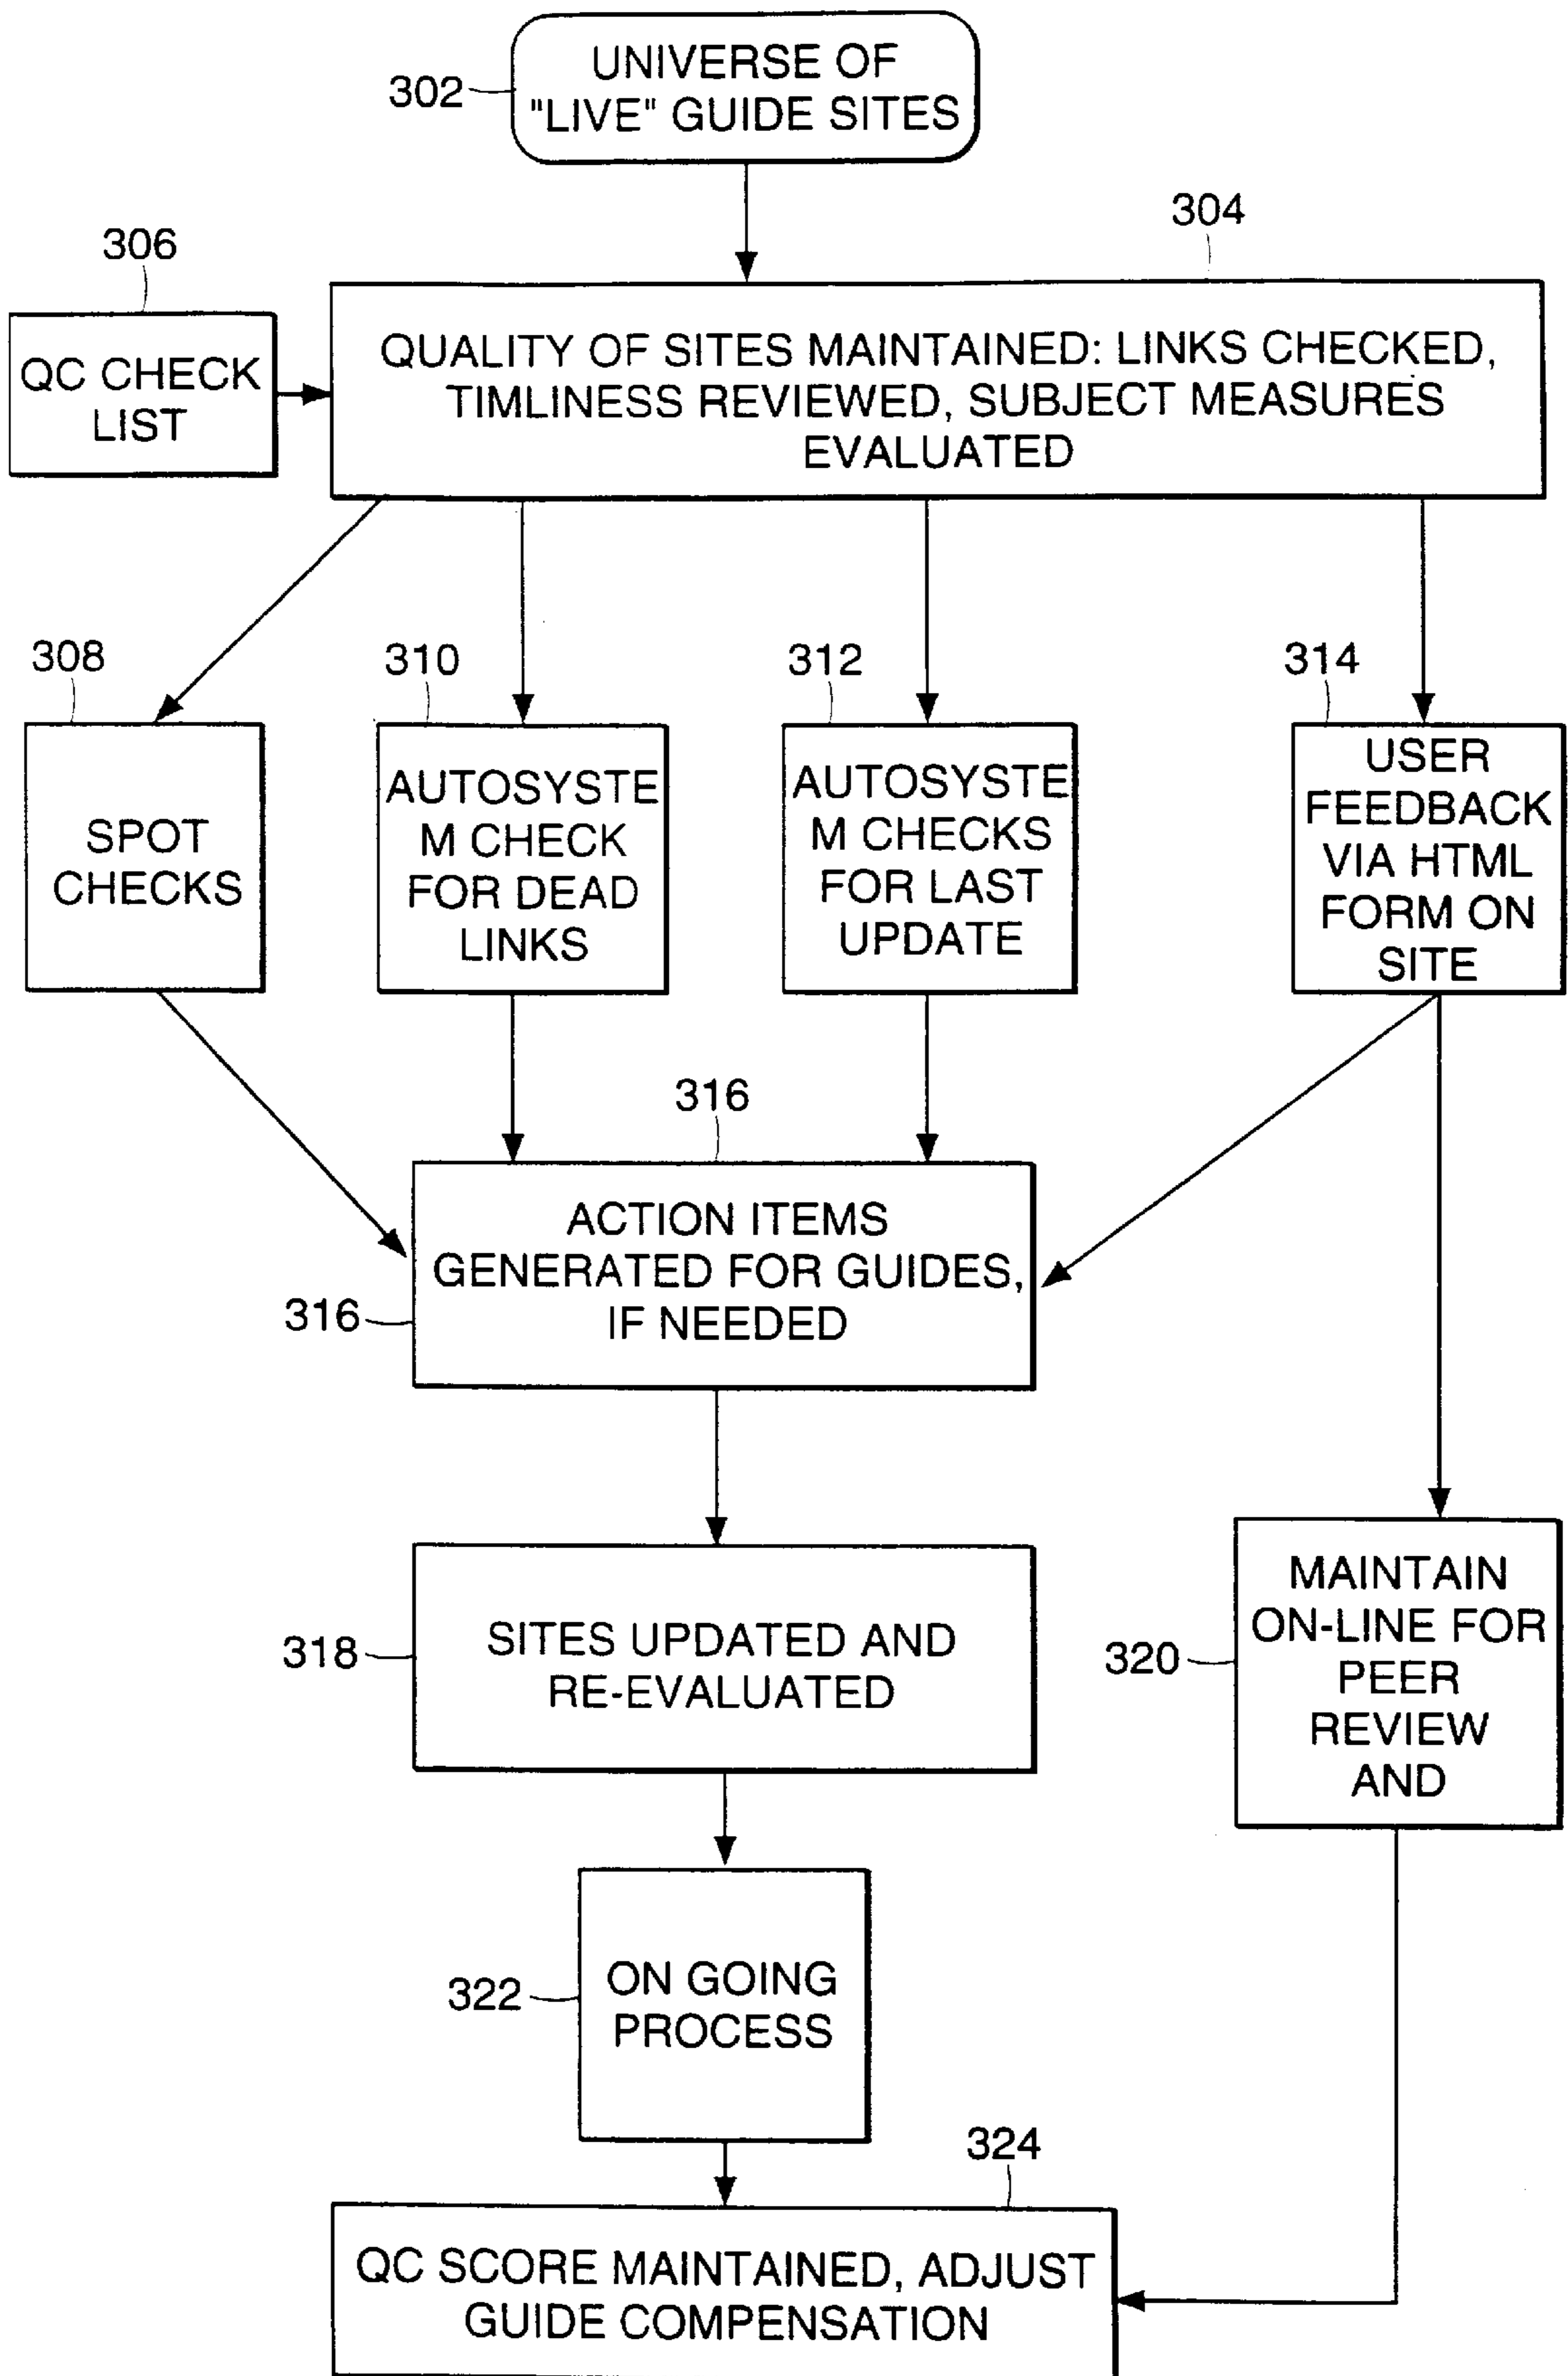 302
UNIVERSE OF
"LIVE" GUIDE SITES
304
306
QC CHECK
LIST
QUALITY OF SITES MAINTAINED: LINKS CHECKED,
TIMLINESS REVIEWED, SUBJECT MEASURES
EVALUATED
308
SPOT
CHECKS
310
AUTOSYSTE
M CHECK
FOR DEAD
LINKS
312
AUTOSYSTE
M CHECKS
FOR LAST
UPDATE
314
USER
FEEDBACK
VIA HTML
FORM ON
SITE
316
316
ACTION ITEMS
GENERATED FOR GUIDES,
IF NEEDED
318
SITES UPDATED AND
RE-EVALUATED
320
MAINTAIN
ON-LINE FOR
PEER
REVIEW
AND
322
ON GOING
PROCESS
324
QC SCORE MAINTAINED, ADJUST
GUIDE COMPENSATION